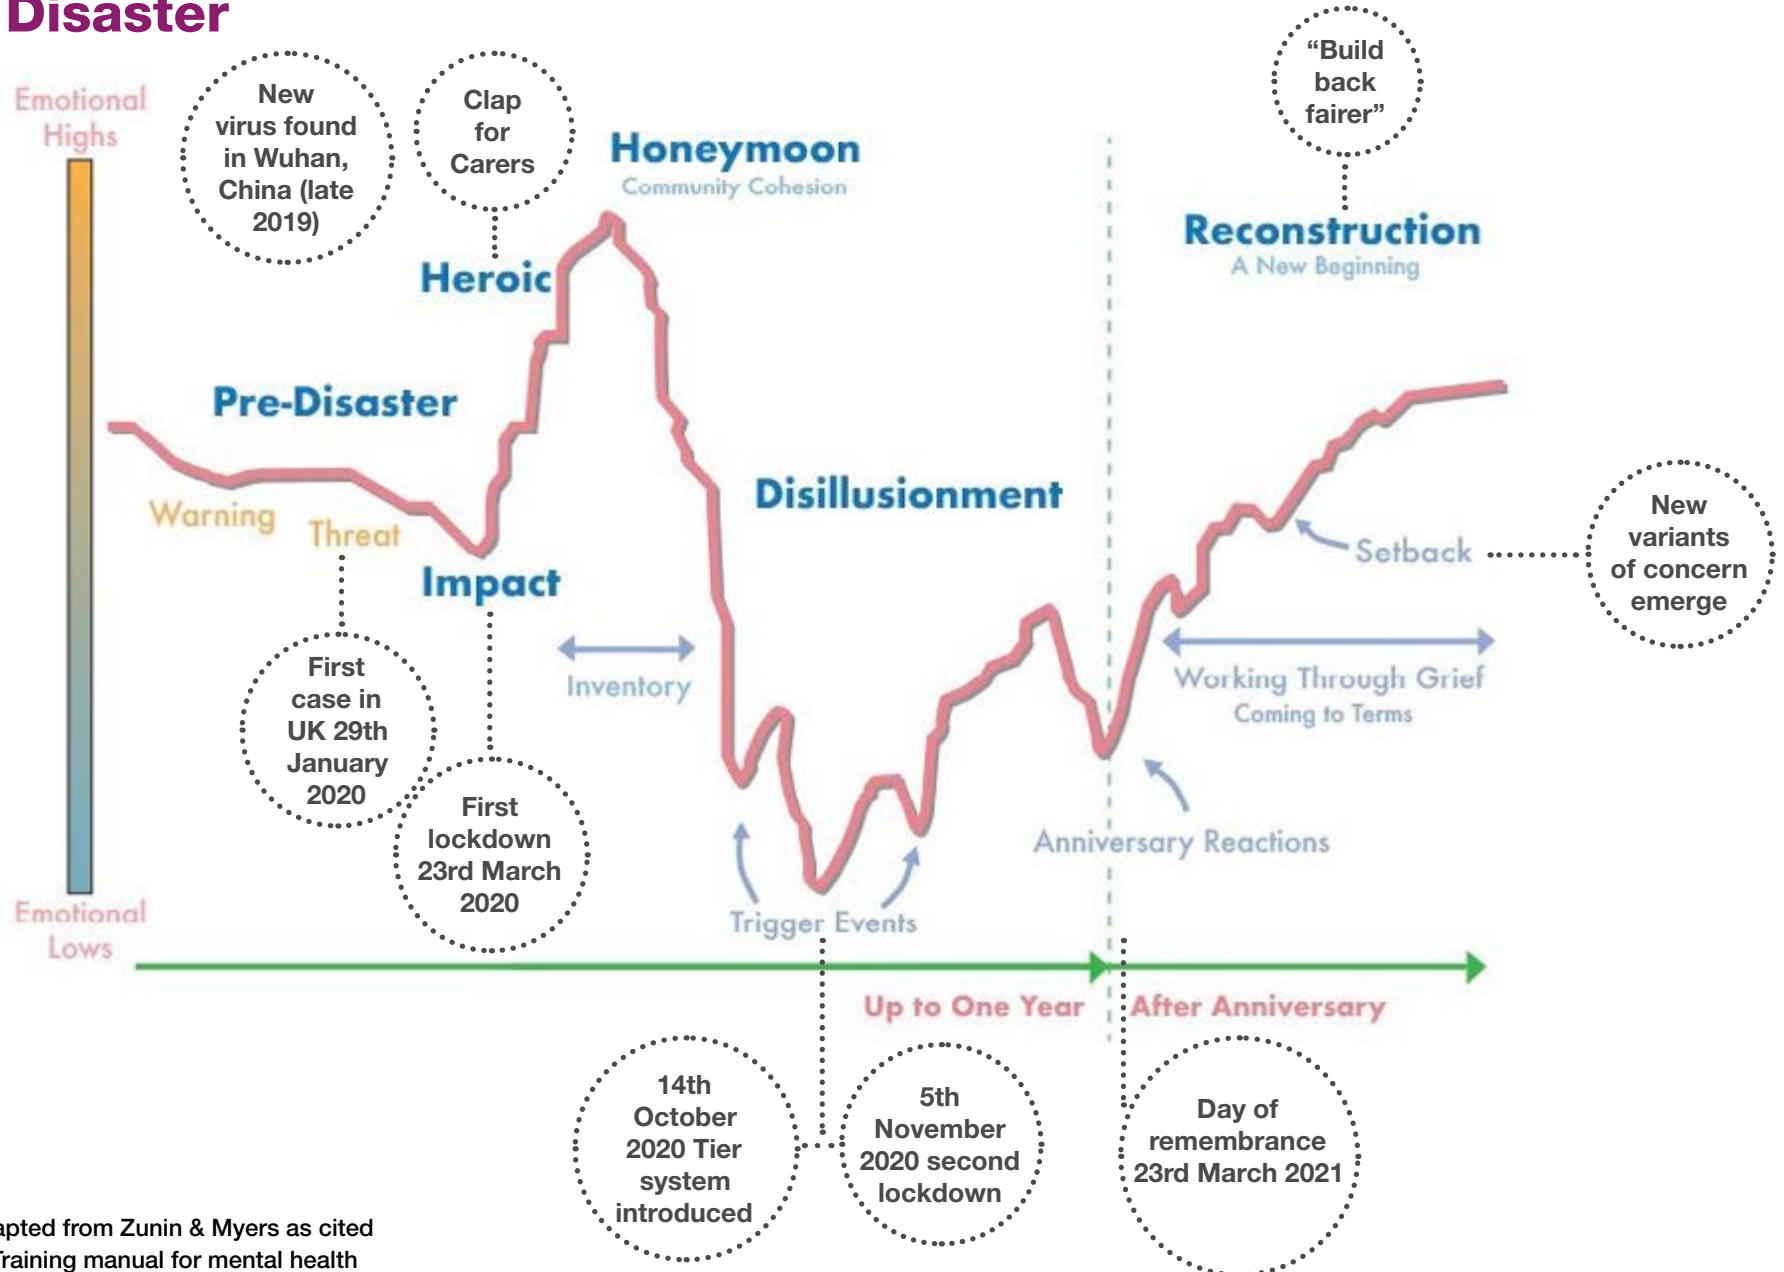 Disaster
Emotional
Highs
New
virus found
in Wuhan,
China (late
2019)
Clap
for
Carers
Honeymoon
Community Cohesion
“Build
back
fairer”
Heroic
Reconstruction
A New Beginning
Pre-Disaster
Warning
Threat
Impact
Disillusionment
Setback
New
variants
of concern
emerge
First
case in
UK 29th
January
2020
Inventory
Working Through Grief
Coming to Terms
First
lockdown
23rd March
2020
Anniversary Reactions
Trigger Events
Emotional
Lows
Up to One Year
After Anniversary
14th
October
2020 Tier
system
introduced
5th
November
2020 second
lockdown
Day of
remembrance
23rd March 2021
apted from Zunin & Myers as cited
Training manual for mental health